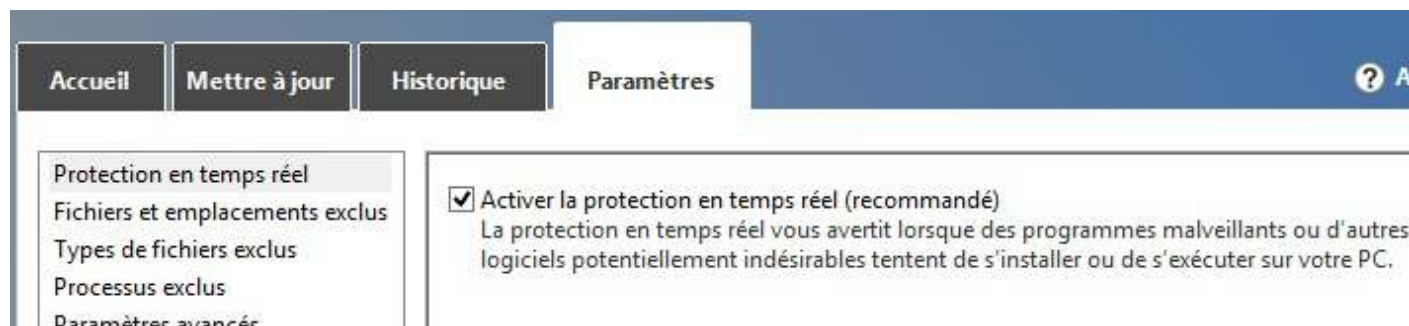 Accueil
Mettre à jour
Historique
Paramètres
Protection en temps réel
Fichiers et emplacements exclus
Types de fichiers exclus
Processus exclus
Paramètres avancés
Activer la protection en temps réel (recommandé)
La protection en temps réel vous avertit lorsque des programmes malveillants ou d'autres
logiciels potentiellement indésirables tentent de s'installer ou de s'exécuter sur votre PC.